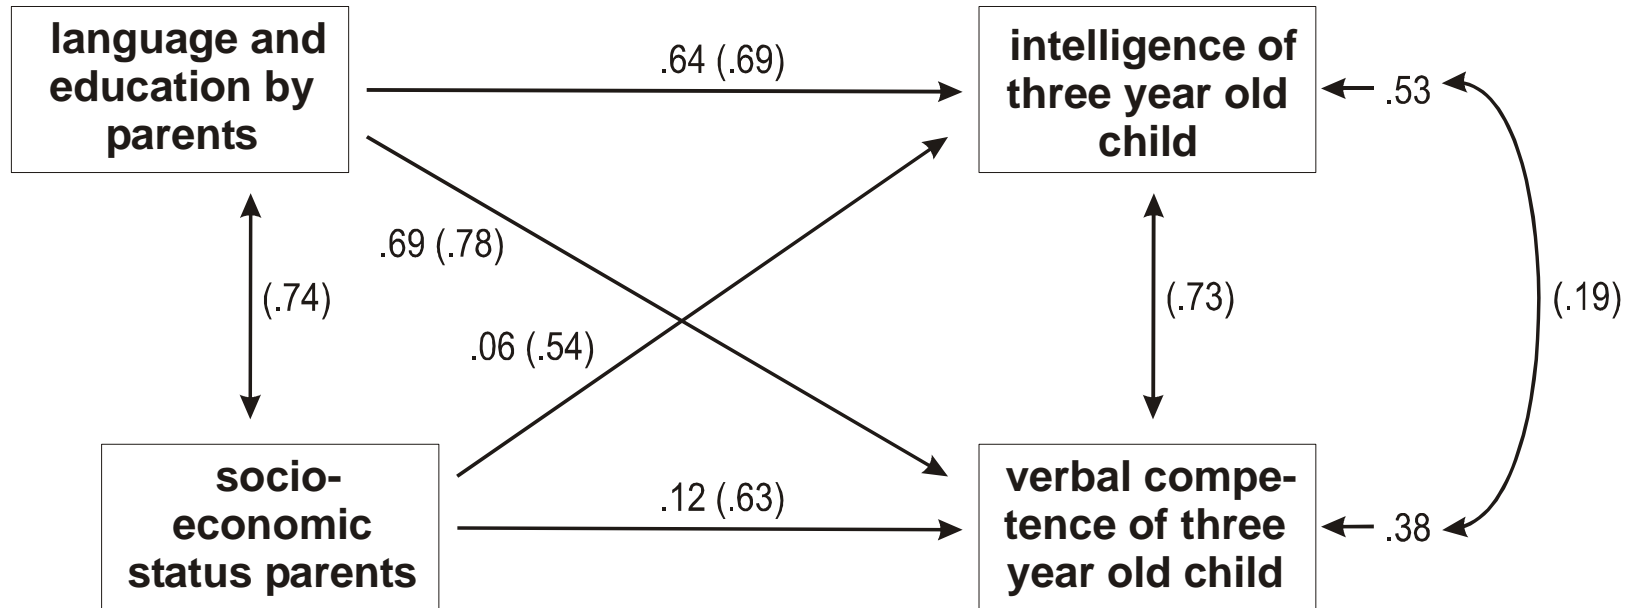 language and
education by
parents
.64 (.69)
intelligence of
three year old
child
.53
.69 (.78)
(.74)
.06 (.54)
(.73)
(.19)
socio-
economic
status parents
.12 (.63)
verbal compe-
tence of three
year old child
.38